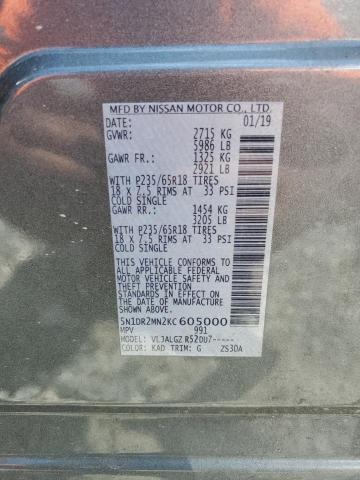 MFD BY NISSAN MOTOR CO., LTD.
DATE: 01/19
GVWR: 2715 KG
5986 LB
GAWR FR: 1325 KG
2921 LB
WITH P235/65R18 TIRES
18 X 7.5 RIMS AT 33 PSI
COLD SINGLE
GAWR RR: 1454 KG
3205 LB
WITH P235/65R18 TIRES
18 X 7.5 RIMS AT 33 PSI
COLD SINGLE
THIS VEHICLE CONFORMS TO
ALL APPLICABLE FEDERAL
MOTOR VEHICLE SAFETY AND
THEFT PREVENTION
STANDARDS IN EFFECT ON THE
DATE OF MANUFACTURE
SHOWN ABOVE.
5N1DR2MN2KC605000
MPV 991
MODEL: VLJALGZ R52DU7-----
COLOR: KAD TRIM: G ZS30A